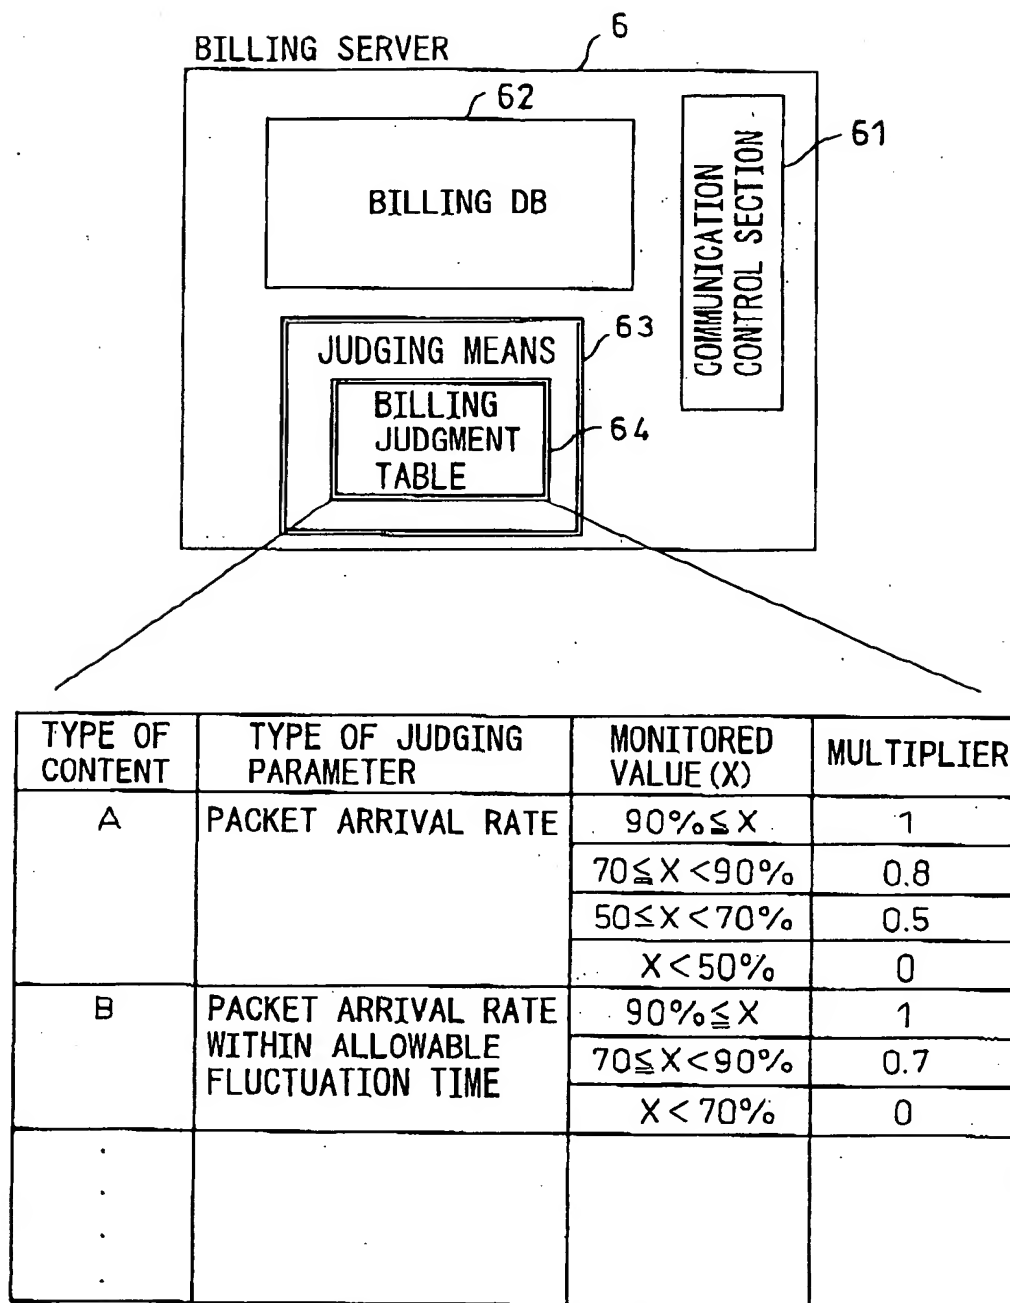 BILLING SERVER
6
62
BILLING DB
61
COMMUNICATION
CONTROL SECTION
63
JUDGING MEANS
BILLING
JUDGMENT
TABLE
64
TYPE OF
CONTENT
TYPE OF JUDGING
PARAMETER
MONITORED
VALUE(X)
MULTIPLIER
A
PACKET ARRIVAL RATE
90%≦X
1
70≦X<90%
0.8
50≦X<70%
0.5
X<50%
0
B
PACKET ARRIVAL RATE
WITHIN ALLOWABLE
FLUCTUATION TIME
90%≦X
1
70≦X<90%
0.7
X<70%
0